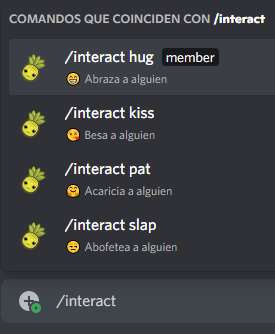 COMANDOS QUE COINCIDEN CON /interact
/interact hug member
😁 Abraza a alguien
/interact kiss
😘 Besa a alguien
/interact pat
🤗 Acaricia a alguien
/interact slap
😒 Abofetea a alguien
/interact